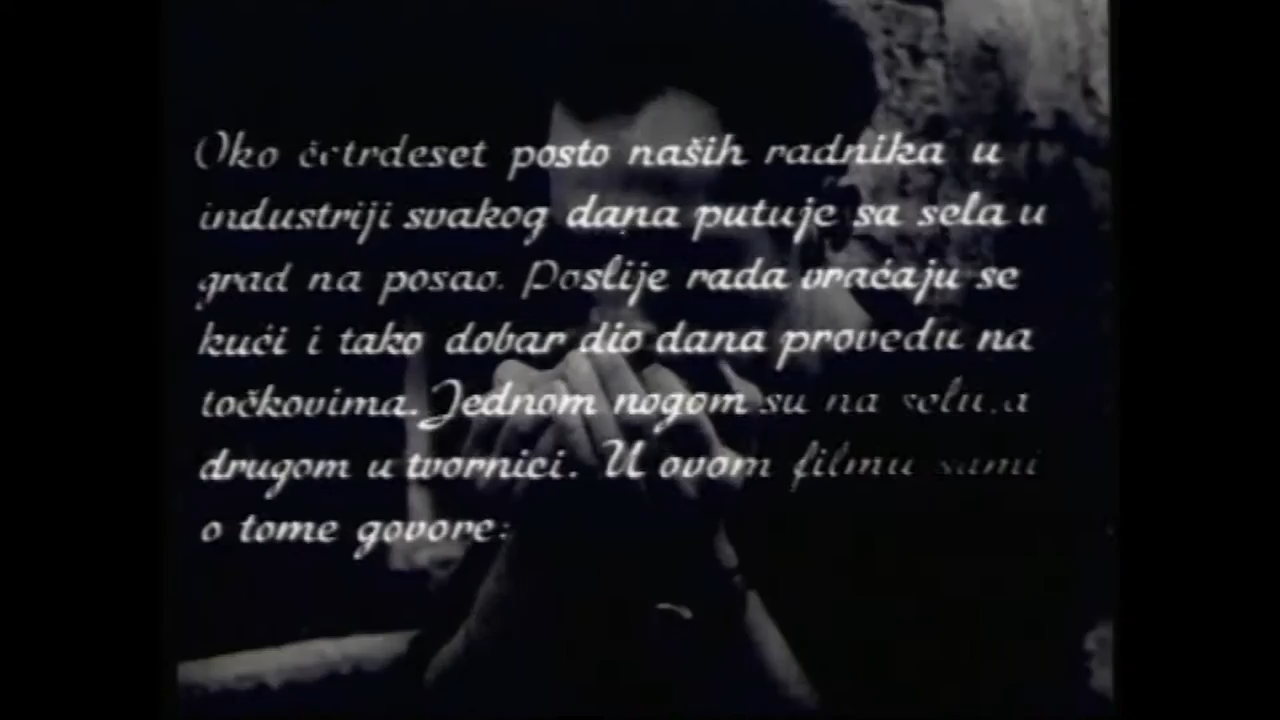 Oko četrdeset posto naših radnika u
industriji svakog dana putuje sa sela u
grad na posao. Poslije rada vraćaju se
kući i tako dobar dio dana provedu na
točkovima. Jednom nogom su na selu, a
drugom u tvornici. U ovom filmu sami
o tome govore: